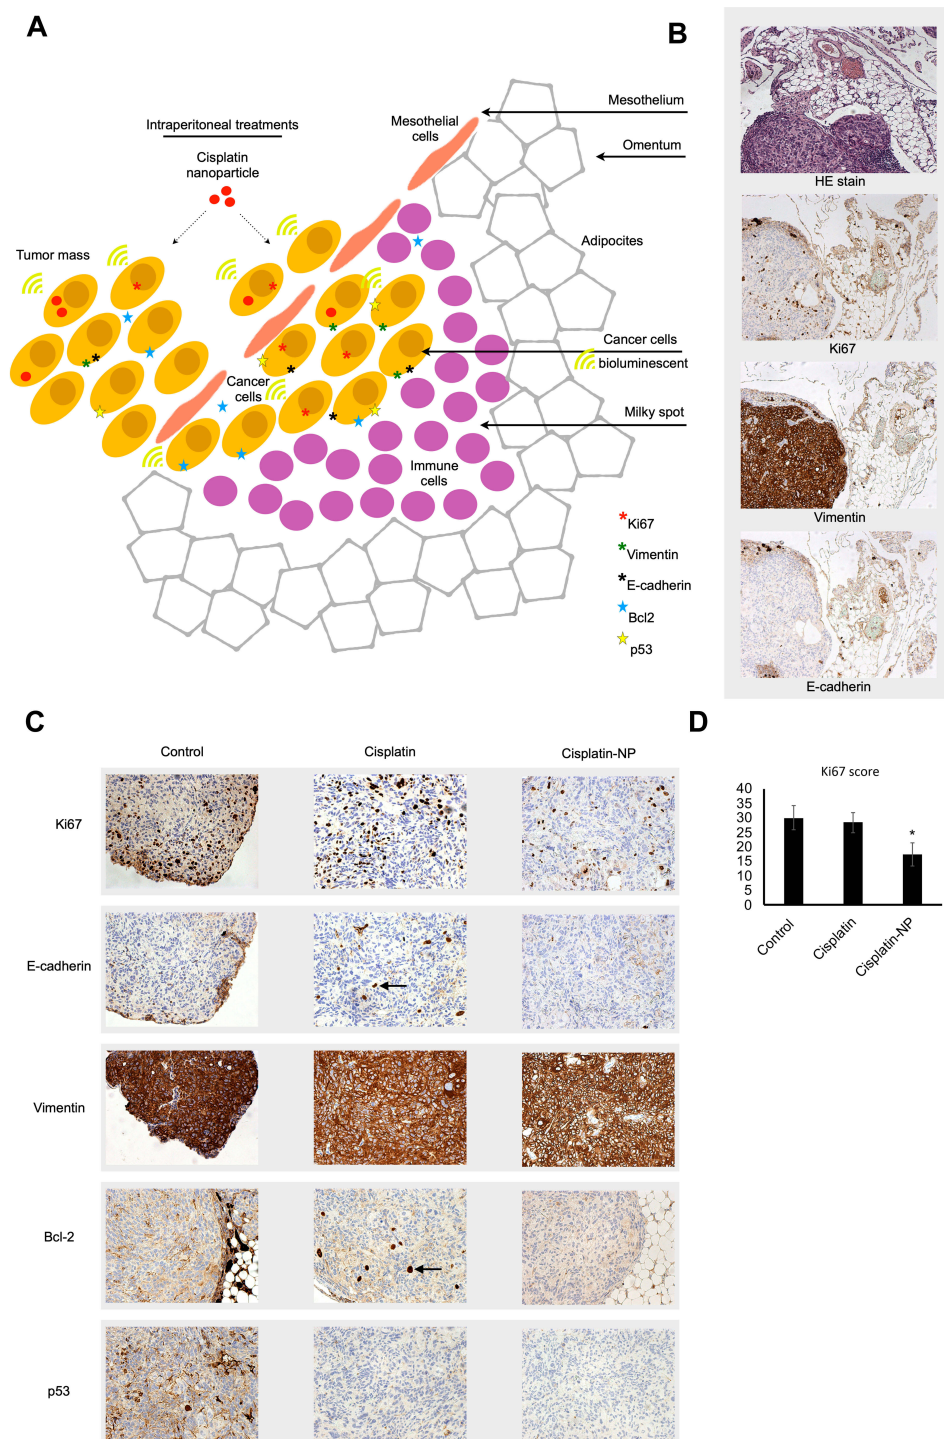 A
B
Mesothelium
Intraperitoneal treatments
Mesothelial
cells
Omentum
Cisplatin
nanoparticle
HE stain
Tumor mass
Adipocites
Ki67
Cancer cells
bioluminescent
Cancer
cells
Milky spot
Immune
cells
Vimentin
*Ki67
*Vimentin
*E-cadherin
Bcl2
p53
E-cadherin
C
D
Control
Cisplatin
Cisplatin-NP
Ki67 score
40
35
30
25
20
15
10
5
0
*
Control
Cisplatin
Cisplatin-NP
Ki67
E-cadherin
Vimentin
Bcl-2
p53